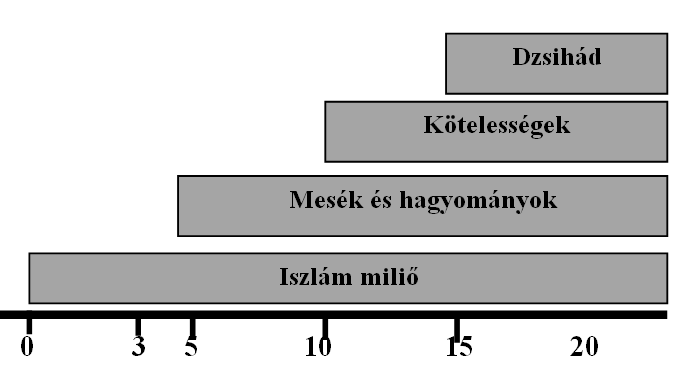 Dzsihád
Kötelességek
Mesék és hagyományok
Iszlám miliő
0 3 5 10 15 20